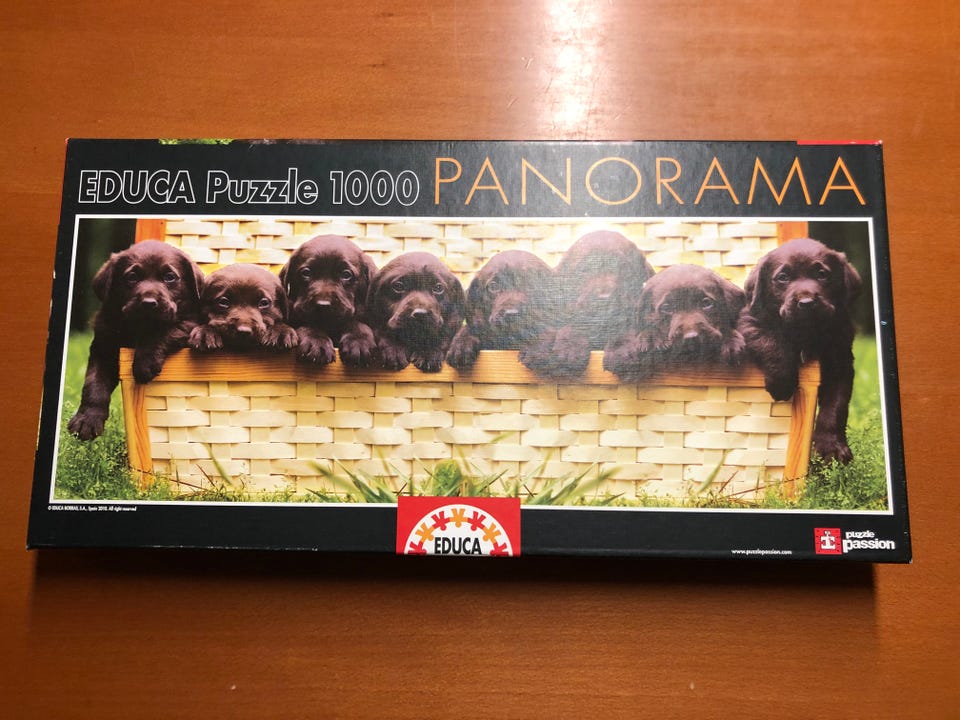 EDUCA Puzzle 1000 PANORAMA
© EDUCA BORRAS, S.A., Spain 2010. All right reserved
EDUCA
www.puzzlepassion.com
puzzle
passion